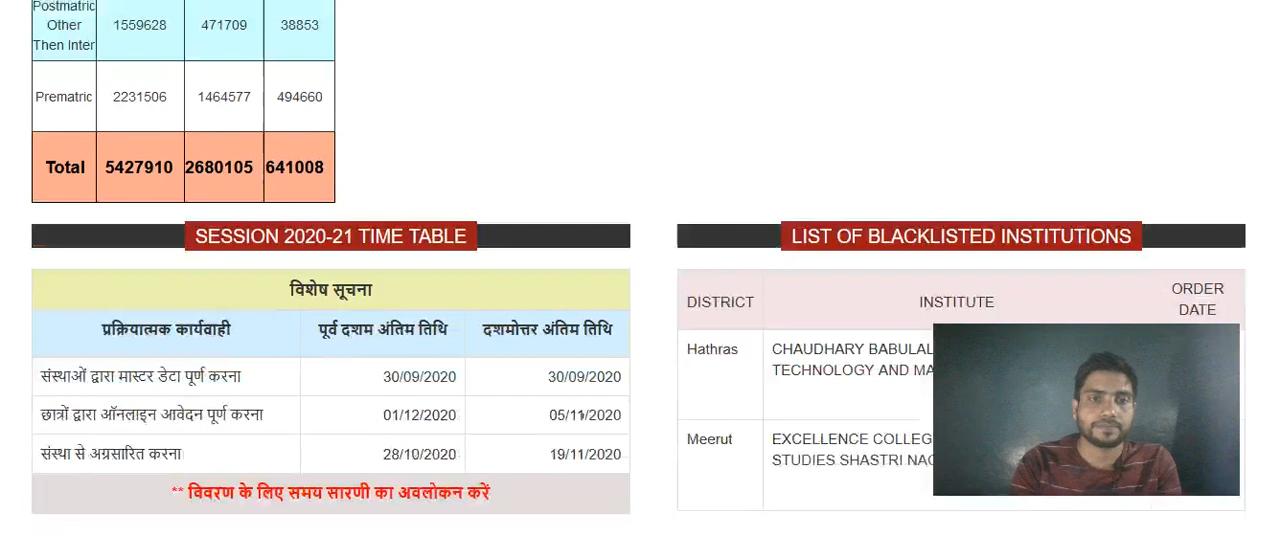 Postmatric
Other
Then Inter
1559628
471709
38853
Prematric
2231506
1464577
494660
Total
5427910
2680105
641008
SESSION 2020-21 TIME TABLE
विशेष सूचना
प्रक्रियात्मक कार्यवाही
पूर्व दशम अंतिम तिथि
दशमोत्तर अंतिम तिथि
संस्थाओं द्वारा मास्टर डेटा पूर्ण करना
30/09/2020
30/09/2020
छात्रों द्वारा ऑनलाइन आवेदन पूर्ण करना
01/12/2020
05/11/2020
संस्था से अग्रसारित करना
28/10/2020
19/11/2020
** विवरण के लिए समय सारणी का अवलोकन करें
LIST OF BLACKLISTED INSTITUTIONS
DISTRICT
INSTITUTE
ORDER
DATE
Hathras
CHAUDHARY BABULAL
TECHNOLOGY AND
Meerut
EXCELLENCE
STUDIES SHASTRI